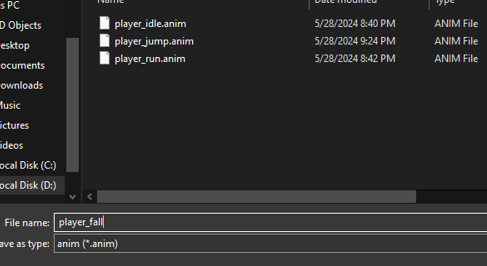 Name Date modified Type
s PC
D Objects
esktop
ocuments
ownloads
Music
ictures
ideos
ocal Disk (C:)
ocal Disk (D:)
player_idle.anim 5/28/2024 8:40 PM ANIM File
player_jump.anim 5/28/2024 9:24 PM ANIM File
player_run.anim 5/28/2024 8:42 PM ANIM File
File name: player_fall
ave as type: anim (*.anim)